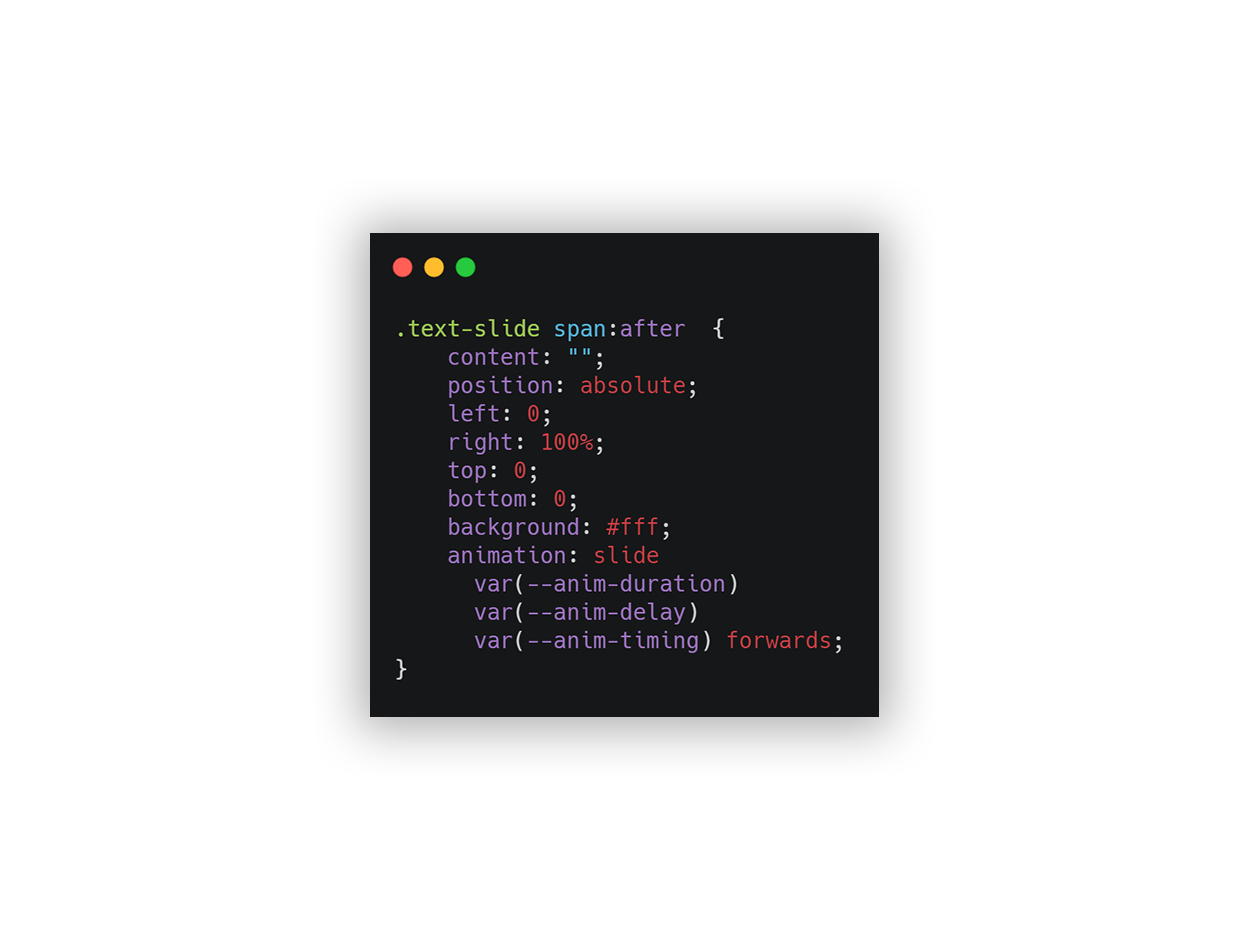 .text-slide span:after  {
    content: "";
    position: absolute;
    left: 0;
    right: 100%;
    top: 0;
    bottom: 0;
    background: #fff;
    animation: slide
      var(--anim-duration)
      var(--anim-delay)
      var(--anim-timing) forwards;
}